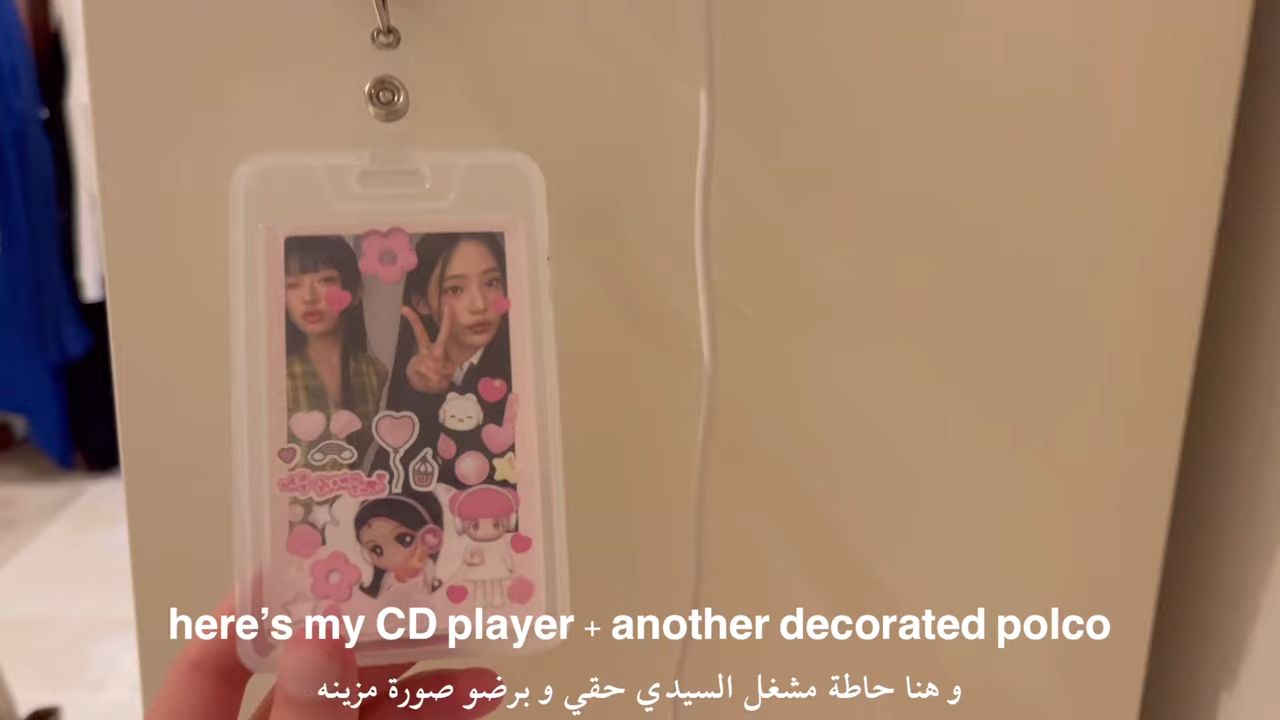 here's my CD player + another decorated polco
و هنا حاطة مشغل السيدي حقي و برضو صورة مزينه